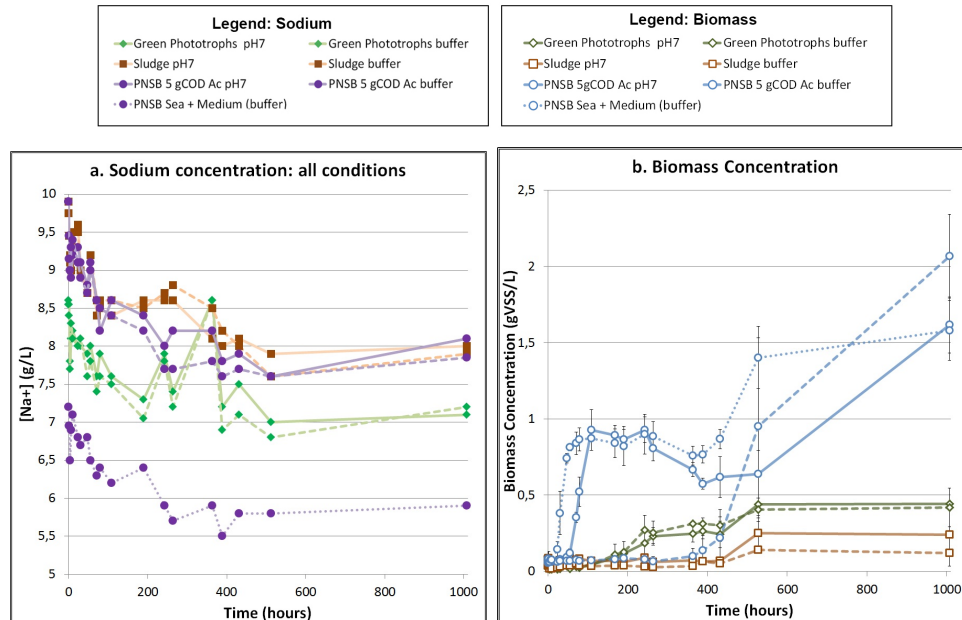 Legend: Sodium
Green Phototrophs pH7
Green Phototrophs buffer
Sludge pH7
Sludge buffer
PNSB 5 gCOD Ac pH7
PNSB 5 gCOD Ac buffer
PNSB Sea + Medium (buffer)
Legend: Biomass
Green Phototrophs pH7
Green Phototrophs buffer
Sludge pH7
Sludge buffer
PNSB 5gCOD Ac pH7
PNSB 5 gCOD Ac buffer
PNSB Sea + Medium (buffer)
a. Sodium concentration: all conditions
[Na+] (g/L)
10
9,5
9
8,5
8
7,5
7
6,5
6
5,5
5
0 200 400 600 800 1000
Time (hours)
b. Biomass Concentration
Biomass Concentration (gVSS/L)
2,5
2
1,5
1
0,5
0
0 200 400 600 800 1000
Time (hours)